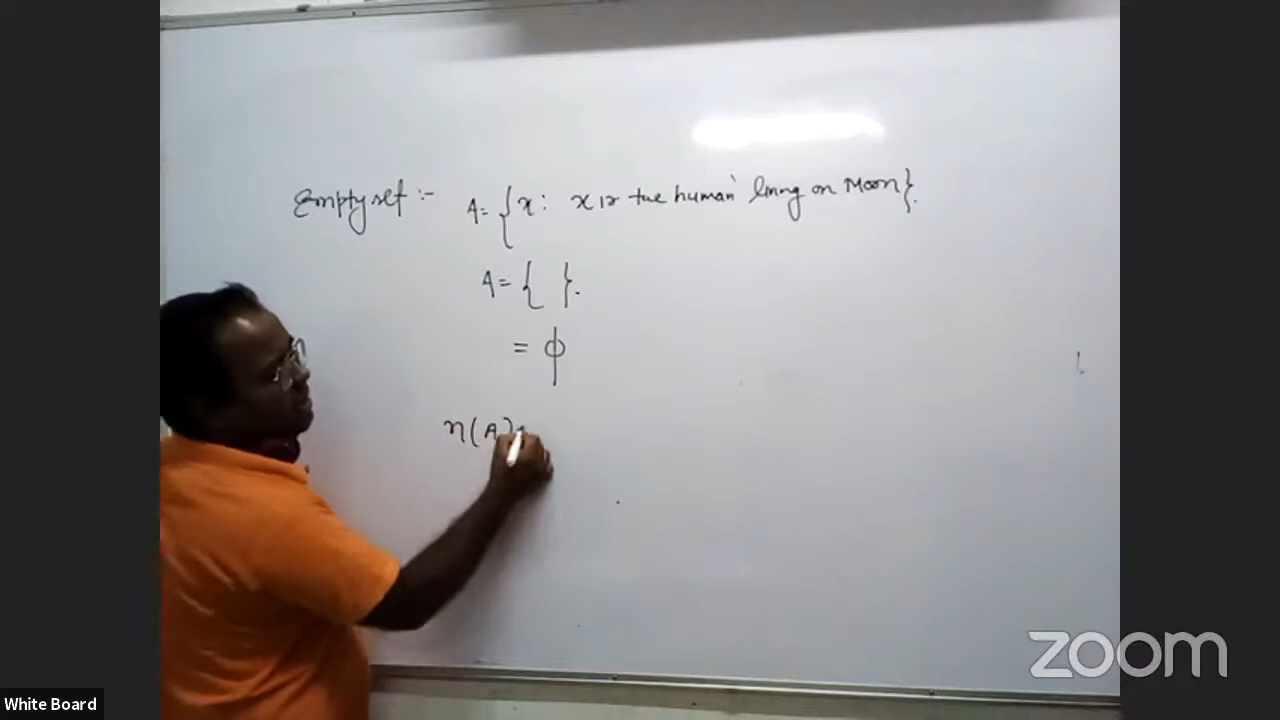 Empty set :- A = { x : x is the human living on Moon }.
A = { }.
= ϕ
n(A) =
zoom
White Board